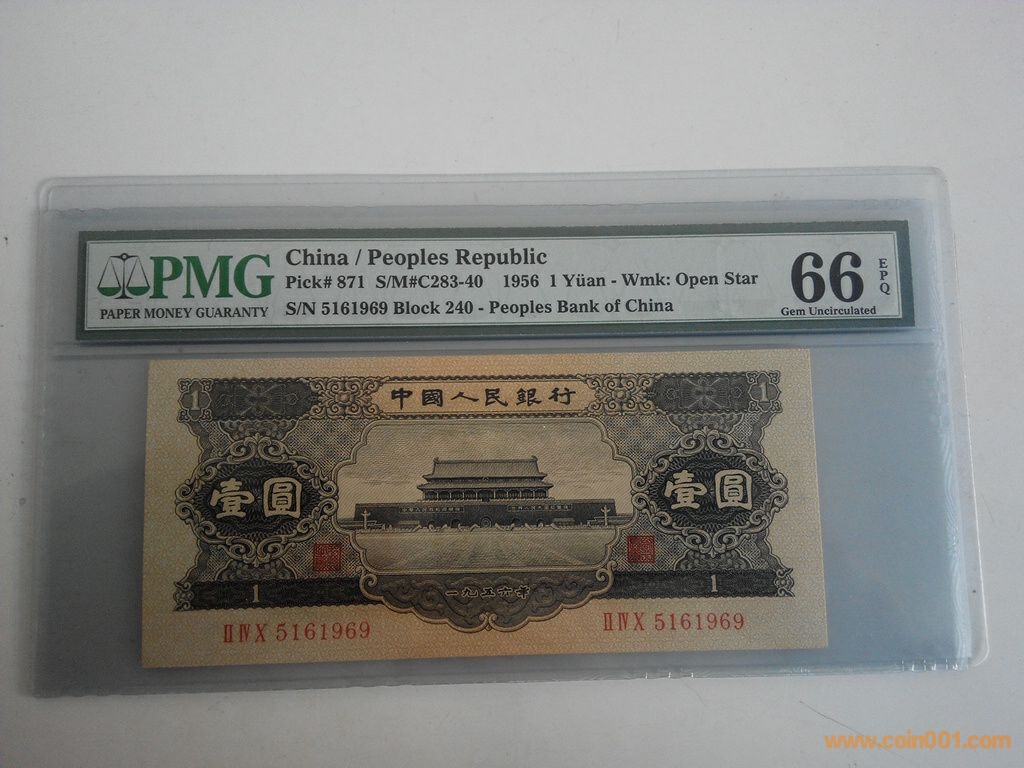 PMG
PAPER MONEY GUARANTY
China / Peoples Republic
Pick# 871 S/M#C283-40 1956 1 Yüan - Wmk: Open Star
S/N 5161969 Block 240 - Peoples Bank of China
66
EPQ
Gem Uncirculated
1
中國人民銀行
1
壹圓
壹圓
1
1
一九五六年
ⅡⅣⅩ 5161969
ⅡⅣⅩ 5161969
www.coin001.com